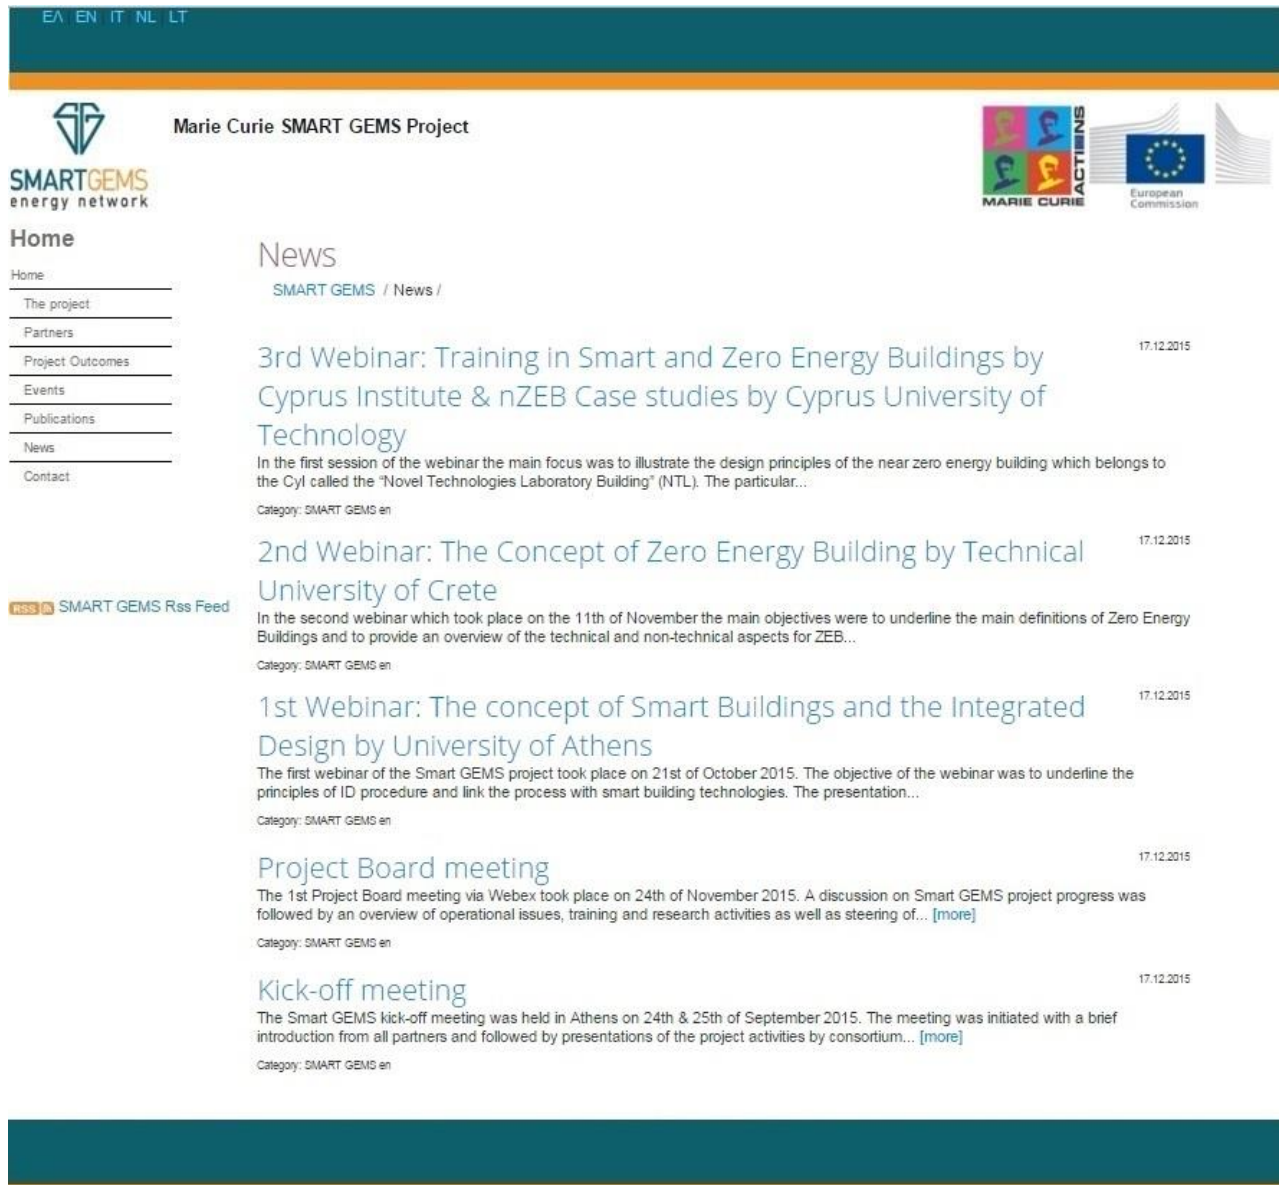 ΕΛ EN IT NL LT
SMARTGEMS
energy network
Marie Curie SMART GEMS Project
MARIE CURIE
ACTIONS
European
Commission
Home
Home
The project
Partners
Project Outcomes
Events
Publications
News
Contact
RSS SMART GEMS Rss Feed
News
SMART GEMS / News /
3rd Webinar: Training in Smart and Zero Energy Buildings by
Cyprus Institute & nZEB Case studies by Cyprus University of
Technology
17.12.2015
In the first session of the webinar the main focus was to illustrate the design principles of the near zero energy building which belongs to
the CyI called the “Novel Technologies Laboratory Building” (NTL). The particular...
Category: SMART GEMS en
2nd Webinar: The Concept of Zero Energy Building by Technical
University of Crete
17.12.2015
In the second webinar which took place on the 11th of November the main objectives were to underline the main definitions of Zero Energy
Buildings and to provide an overview of the technical and non-technical aspects for ZEB...
Category: SMART GEMS en
1st Webinar: The concept of Smart Buildings and the Integrated
Design by University of Athens
17.12.2015
The first webinar of the Smart GEMS project took place on 21st of October 2015. The objective of the webinar was to underline the
principles of ID procedure and link the process with smart building technologies. The presentation...
Category: SMART GEMS en
Project Board meeting
17.12.2015
The 1st Project Board meeting via Webex took place on 24th of November 2015. A discussion on Smart GEMS project progress was
followed by an overview of operational issues, training and research activities as well as steering of... [more]
Category: SMART GEMS en
Kick-off meeting
17.12.2015
The Smart GEMS kick-off meeting was held in Athens on 24th & 25th of September 2015. The meeting was initiated with a brief
introduction from all partners and followed by presentations of the project activities by consortium... [more]
Category: SMART GEMS en